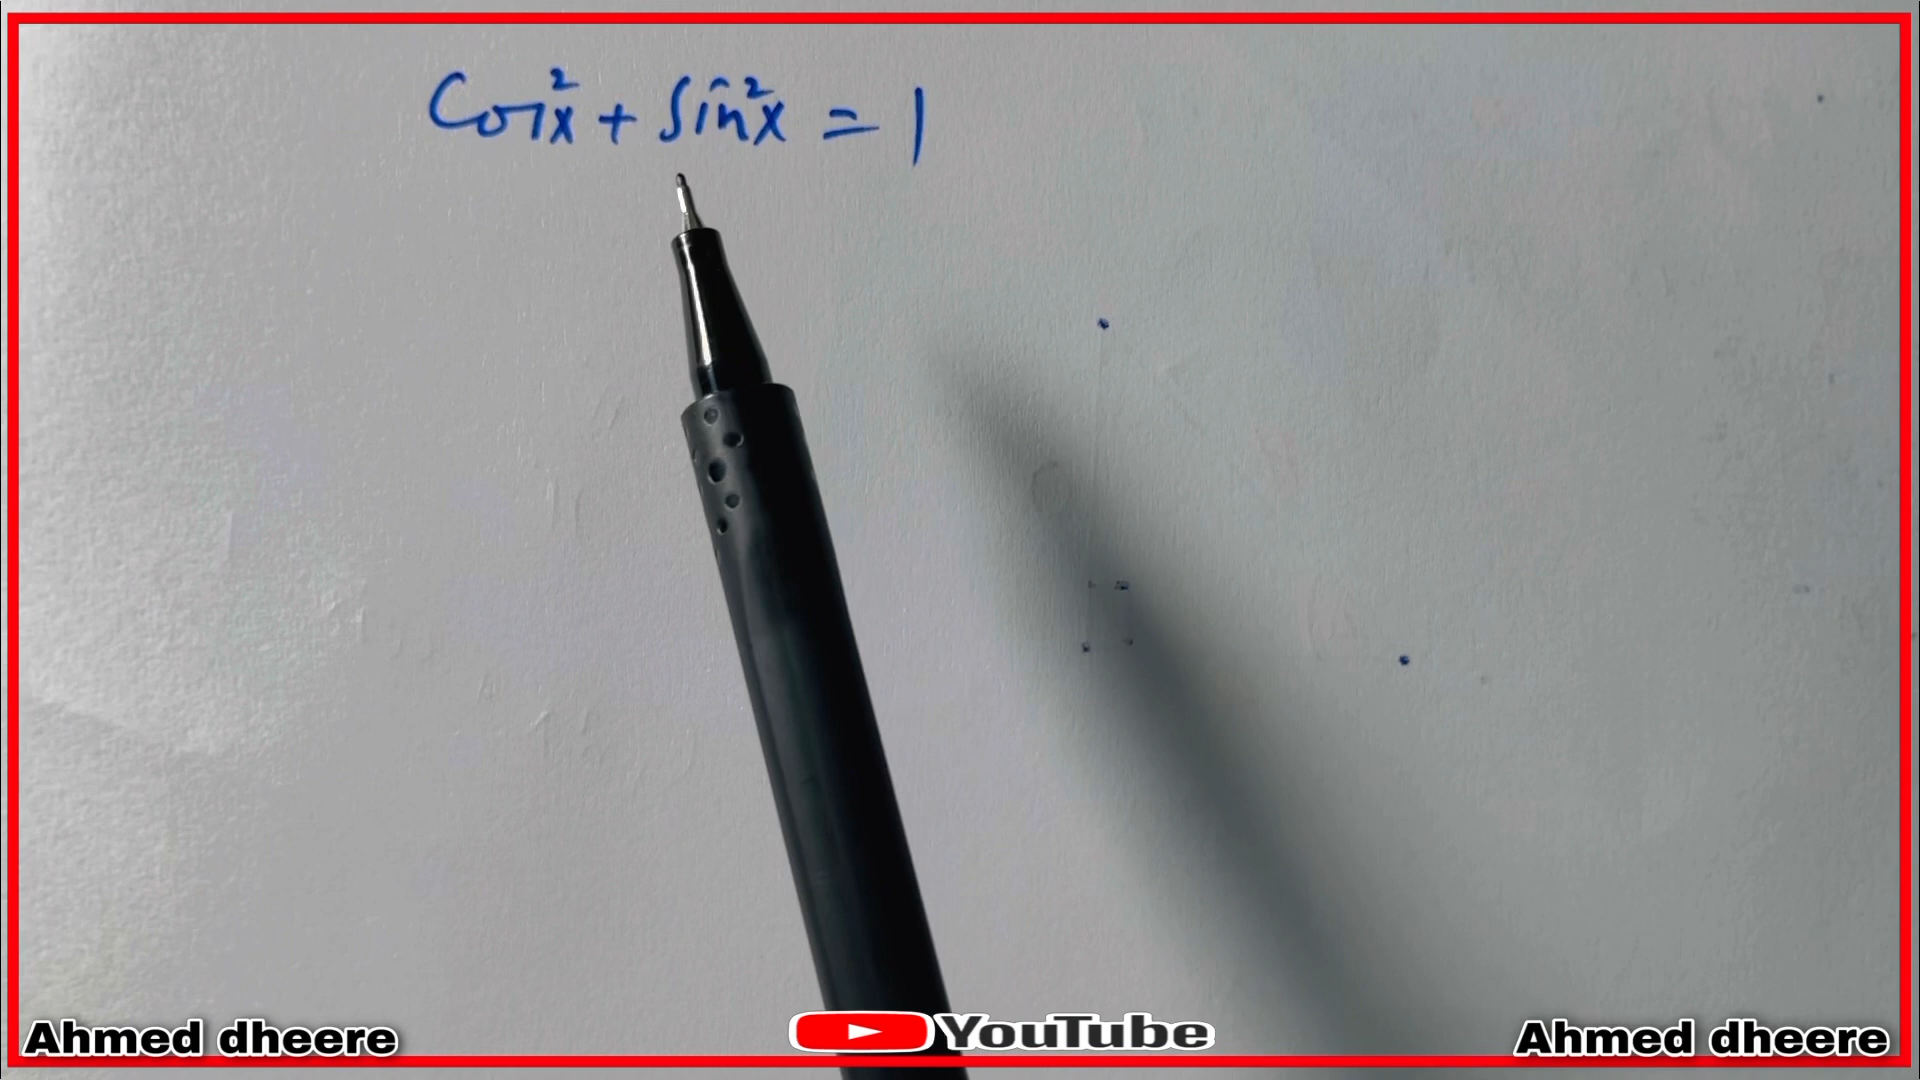 Cos²x + Sin²x = 1
Ahmed dheere
YouTube
Ahmed dheere